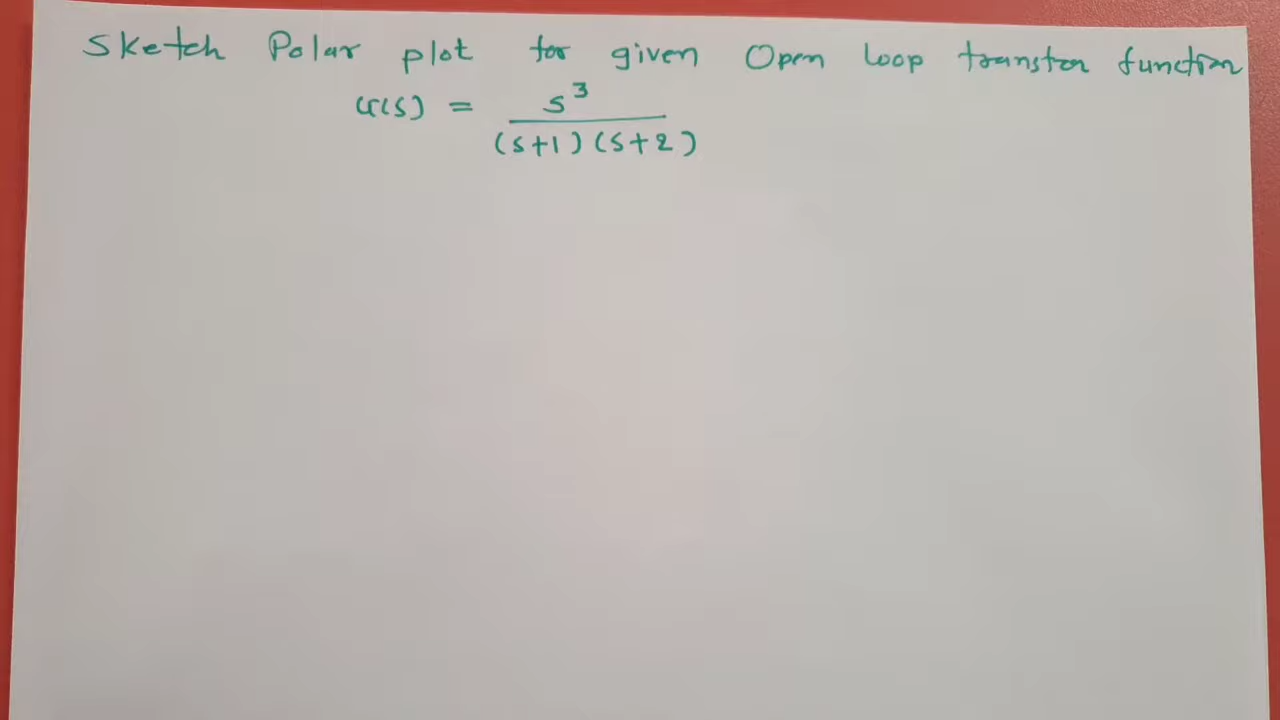 Sketch Polar plot for given Open loop transfer function
G(s) = s³ / (s+1)(s+2)